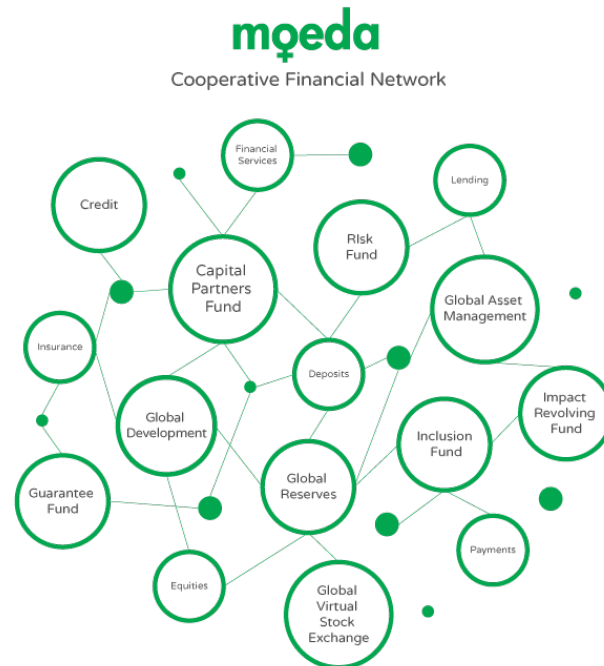 moeda
Cooperative Financial Network
Financial
Services
Lending
Credit
RIsk
Fund
Capital
Partners
Fund
Global Asset
Management
Insurance
Deposits
Global
Development
Impact
Revolving
Fund
Inclusion
Fund
Guarantee
Fund
Global
Reserves
Payments
Equities
Global
Virtual
Stock
Exchange